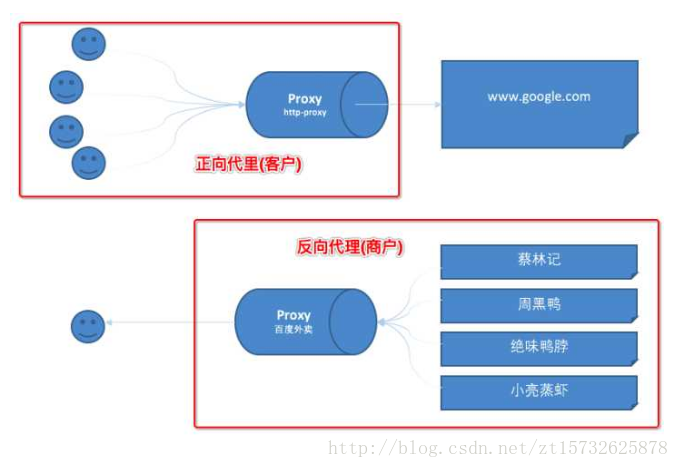 Proxy
http-proxy
www.google.com
正向代里(客户)
反向代理(商户)
蔡林记
周黑鸭
Proxy
百度外卖
绝味鸭脖
小亮蒸虾
http://blog.csdn.net/zt15732625878